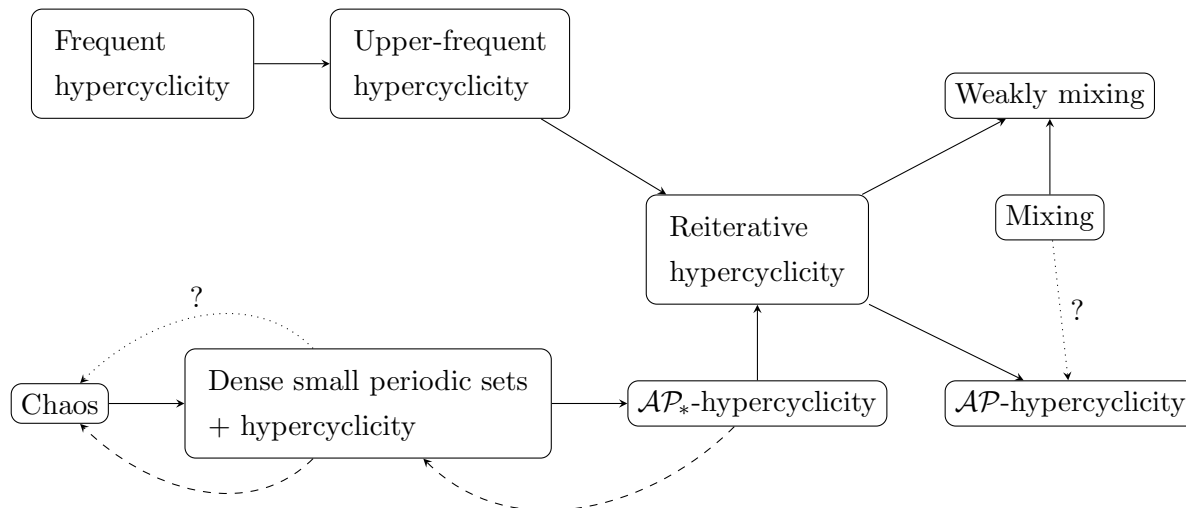 Frequent
hypercyclicity
Upper-frequent
hypercyclicity
Weakly mixing
Reiterative
hypercyclicity
Mixing
?
?
Chaos
Dense small periodic sets
+ hypercyclicity
𝒜𝒫*-hypercyclicity
𝒜𝒫-hypercyclicity